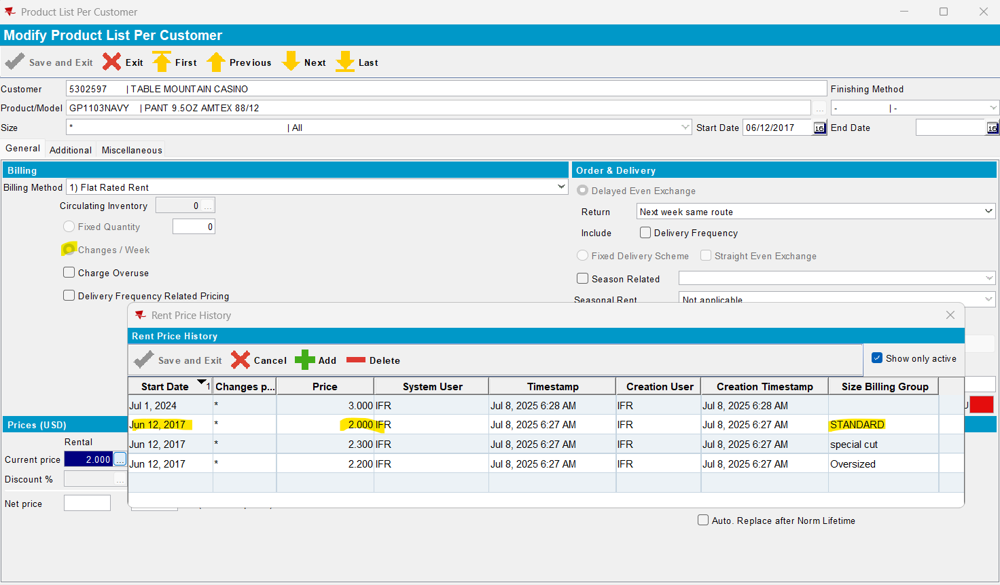 Product List Per Customer
Modify Product List Per Customer
Save and Exit Exit First Previous Next Last
Customer 5302597 | TABLE MOUNTAIN CASINO Finishing Method
Product/Model GP1103NAVY | PANT 9.5OZ AMTEX 88/12 ... - | -
Size * | All Start Date 06/12/2017 16 End Date 16
General Additional Miscellaneous
Billing Order & Delivery
Billing Method 1) Flat Rated Rent Delayed Even Exchange
Circulating Inventory 0 ... Return Next week same route
Fixed Quantity 0 Include Delivery Frequency
Changes / Week Fixed Delivery Scheme Straight Even Exchange
Charge Overuse Season Related
Delivery Frequency Related Pricing Seasonal Rent Not applicable
Rent Price History
Rent Price History
Save and Exit Cancel Add Delete Show only active
Start Date 1 Changes p... Price System User Timestamp Creation User Creation Timestamp Size Billing Group
Jul 1, 2024 * 3.000 IFR Jul 8, 2025 6:28 AM IFR Jul 8, 2025 6:28 AM
Jun 12, 2017 * 2.000 IFR Jul 8, 2025 6:27 AM IFR Jul 8, 2025 6:27 AM STANDARD
Jun 12, 2017 * 2.300 IFR Jul 8, 2025 6:27 AM IFR Jul 8, 2025 6:27 AM special cut
Jun 12, 2017 * 2.200 IFR Jul 8, 2025 6:27 AM IFR Jul 8, 2025 6:27 AM Oversized
Prices (USD)
Rental
Current price 2.000 ...
Discount % ...
Net price
Auto. Replace after Norm Lifetime